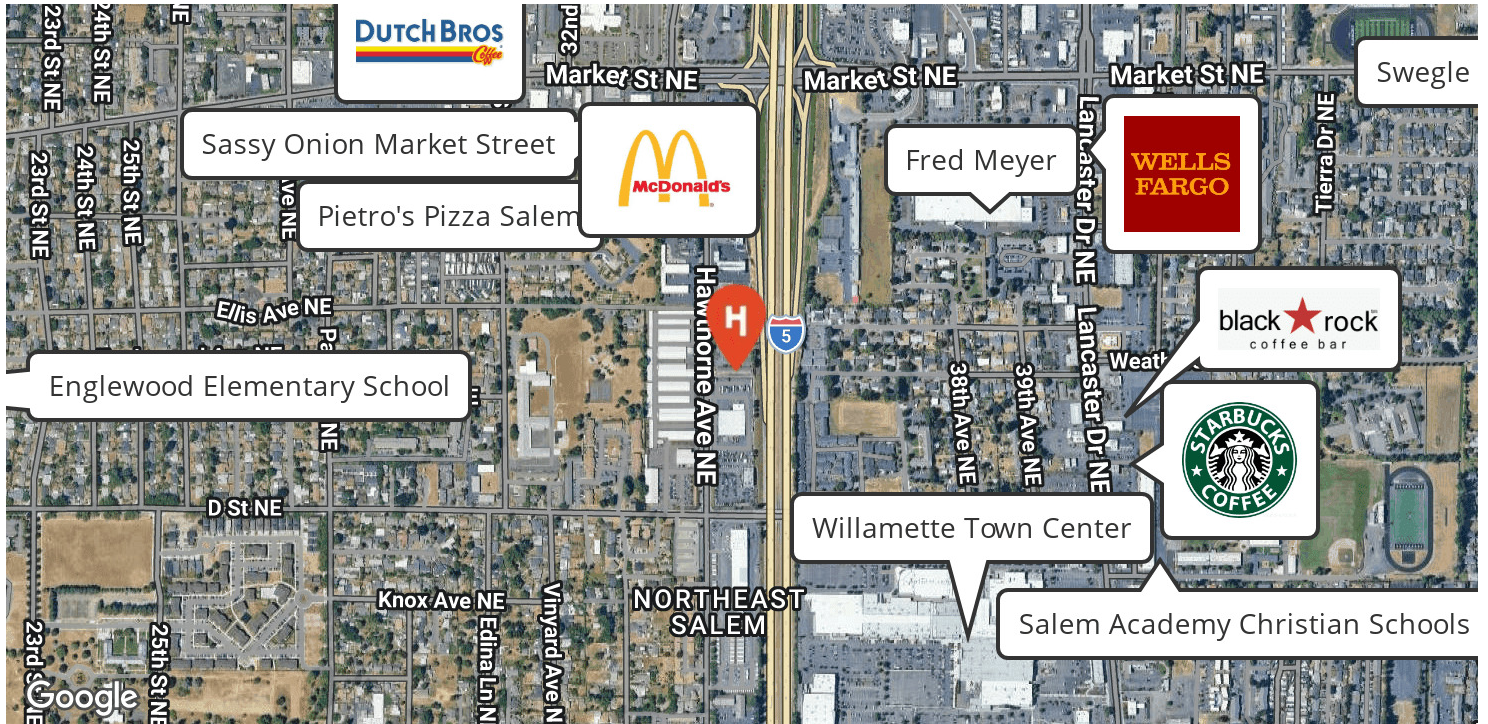 23rd St NE
24th St NE
NE
DUTCH BROS
Coffee
32nd
Market St NE
Market St NE
Market St NE
Swegle
Sassy Onion Market Street
McDonald's
Fred Meyer
Lancaster Dr NE
WELLS
FARGO
Tierra Dr NE
23rd St NE
24th St NE
25th St NE
Ave NE
Pietro's Pizza Salem
Hawthorne Ave NE
H
5
Ellis Ave NE
black rock
coffee bar
Lancaster Dr NE
Englewood Elementary School
NE
38th Ave NE
39th Ave NE
STARBUCKS
COFFEE
D St NE
Willamette Town Center
Knox Ave NE
NORTHEAST
SALEM
Salem Academy Christian Schools
23rd S
25th St NE
Edina Ln N
Vinyard Ave N
Google